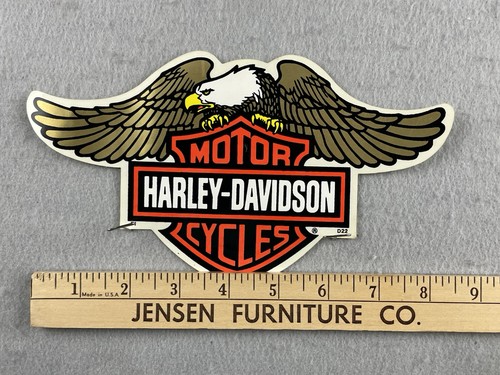 MOTOR
HARLEY-DAVIDSON
® D22
CYCLES
1 2 3 4 5 6 7 8 9
Made in U.S.A
JENSEN FURNITURE CO.